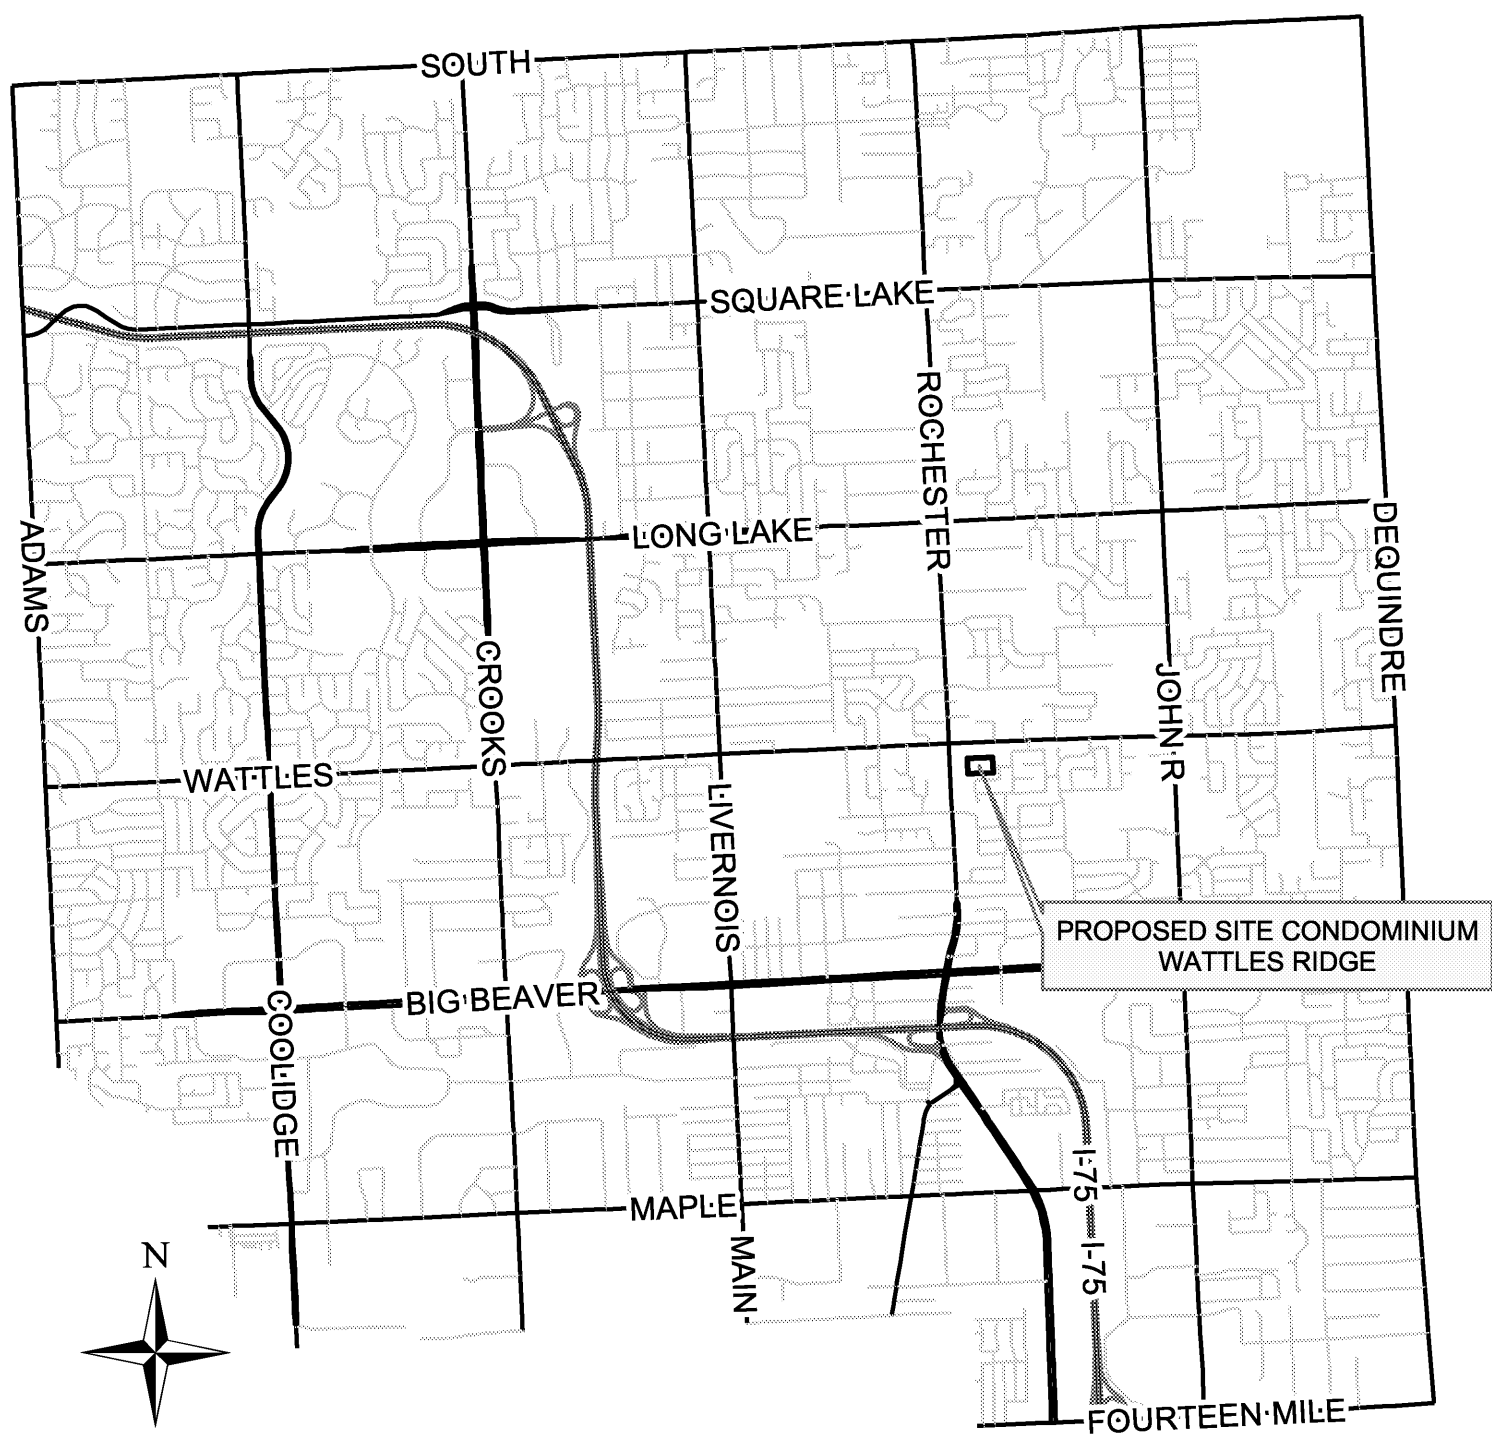 SOUTH
SQUARE LAKE
ROCHESTER
ADAMS
LONG LAKE
DEQUINDRE
CROOKS
JOHN R
WATTLES
LIVERNOIS
PROPOSED SITE CONDOMINIUM
WATTLES RIDGE
BIG BEAVER
COOLIDGE
I-75
MAPLE
MAIN
I-75
N
FOURTEEN MILE